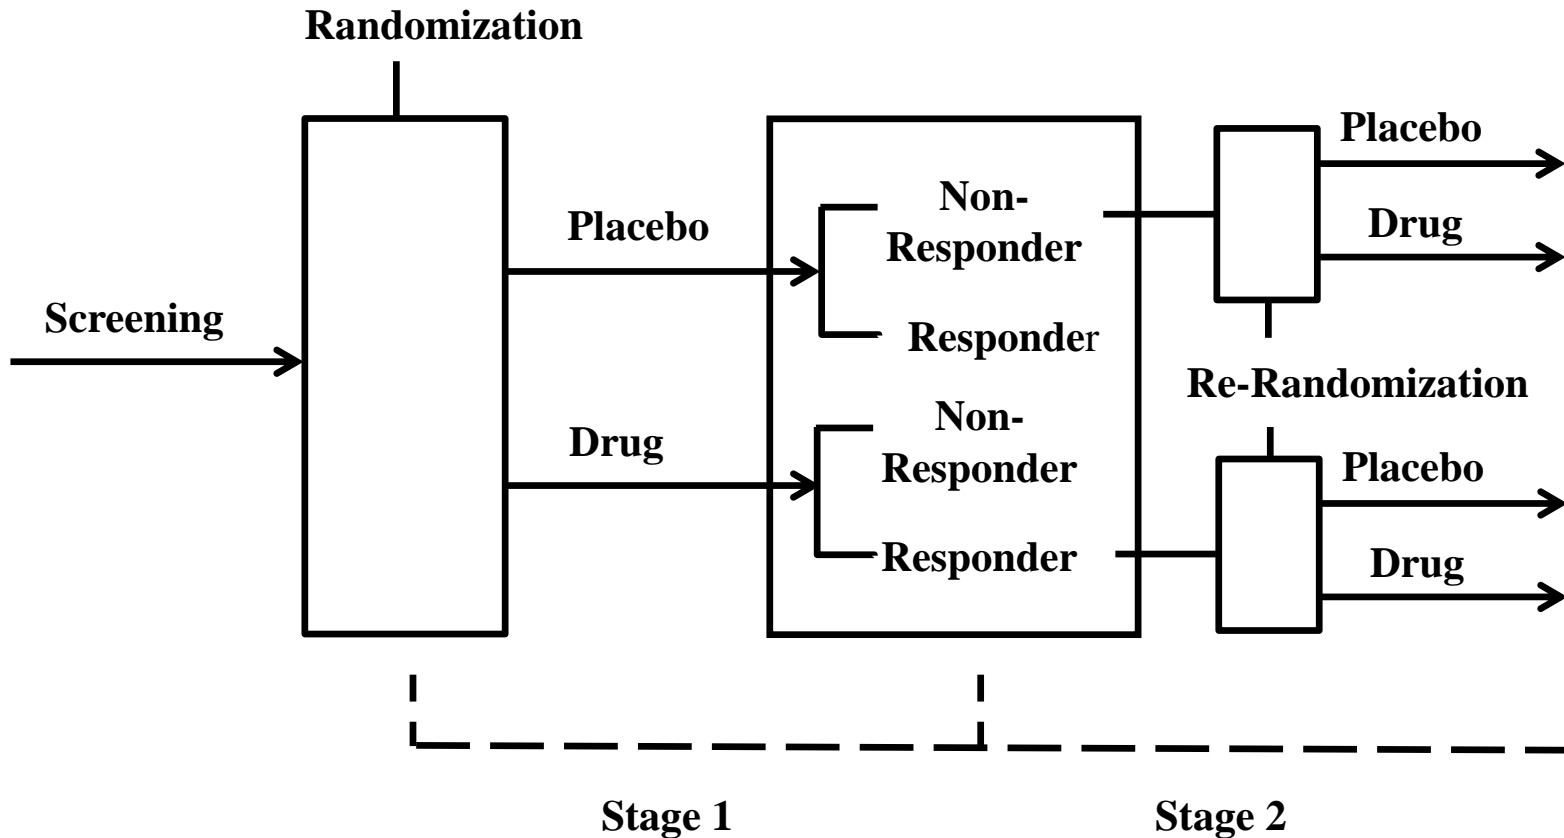 Randomization
Screening
Placebo
Drug
Non-
Responder
Responder
Non-
Responder
Responder
Placebo
Drug
Re-Randomization
Placebo
Drug
Stage 1
Stage 2